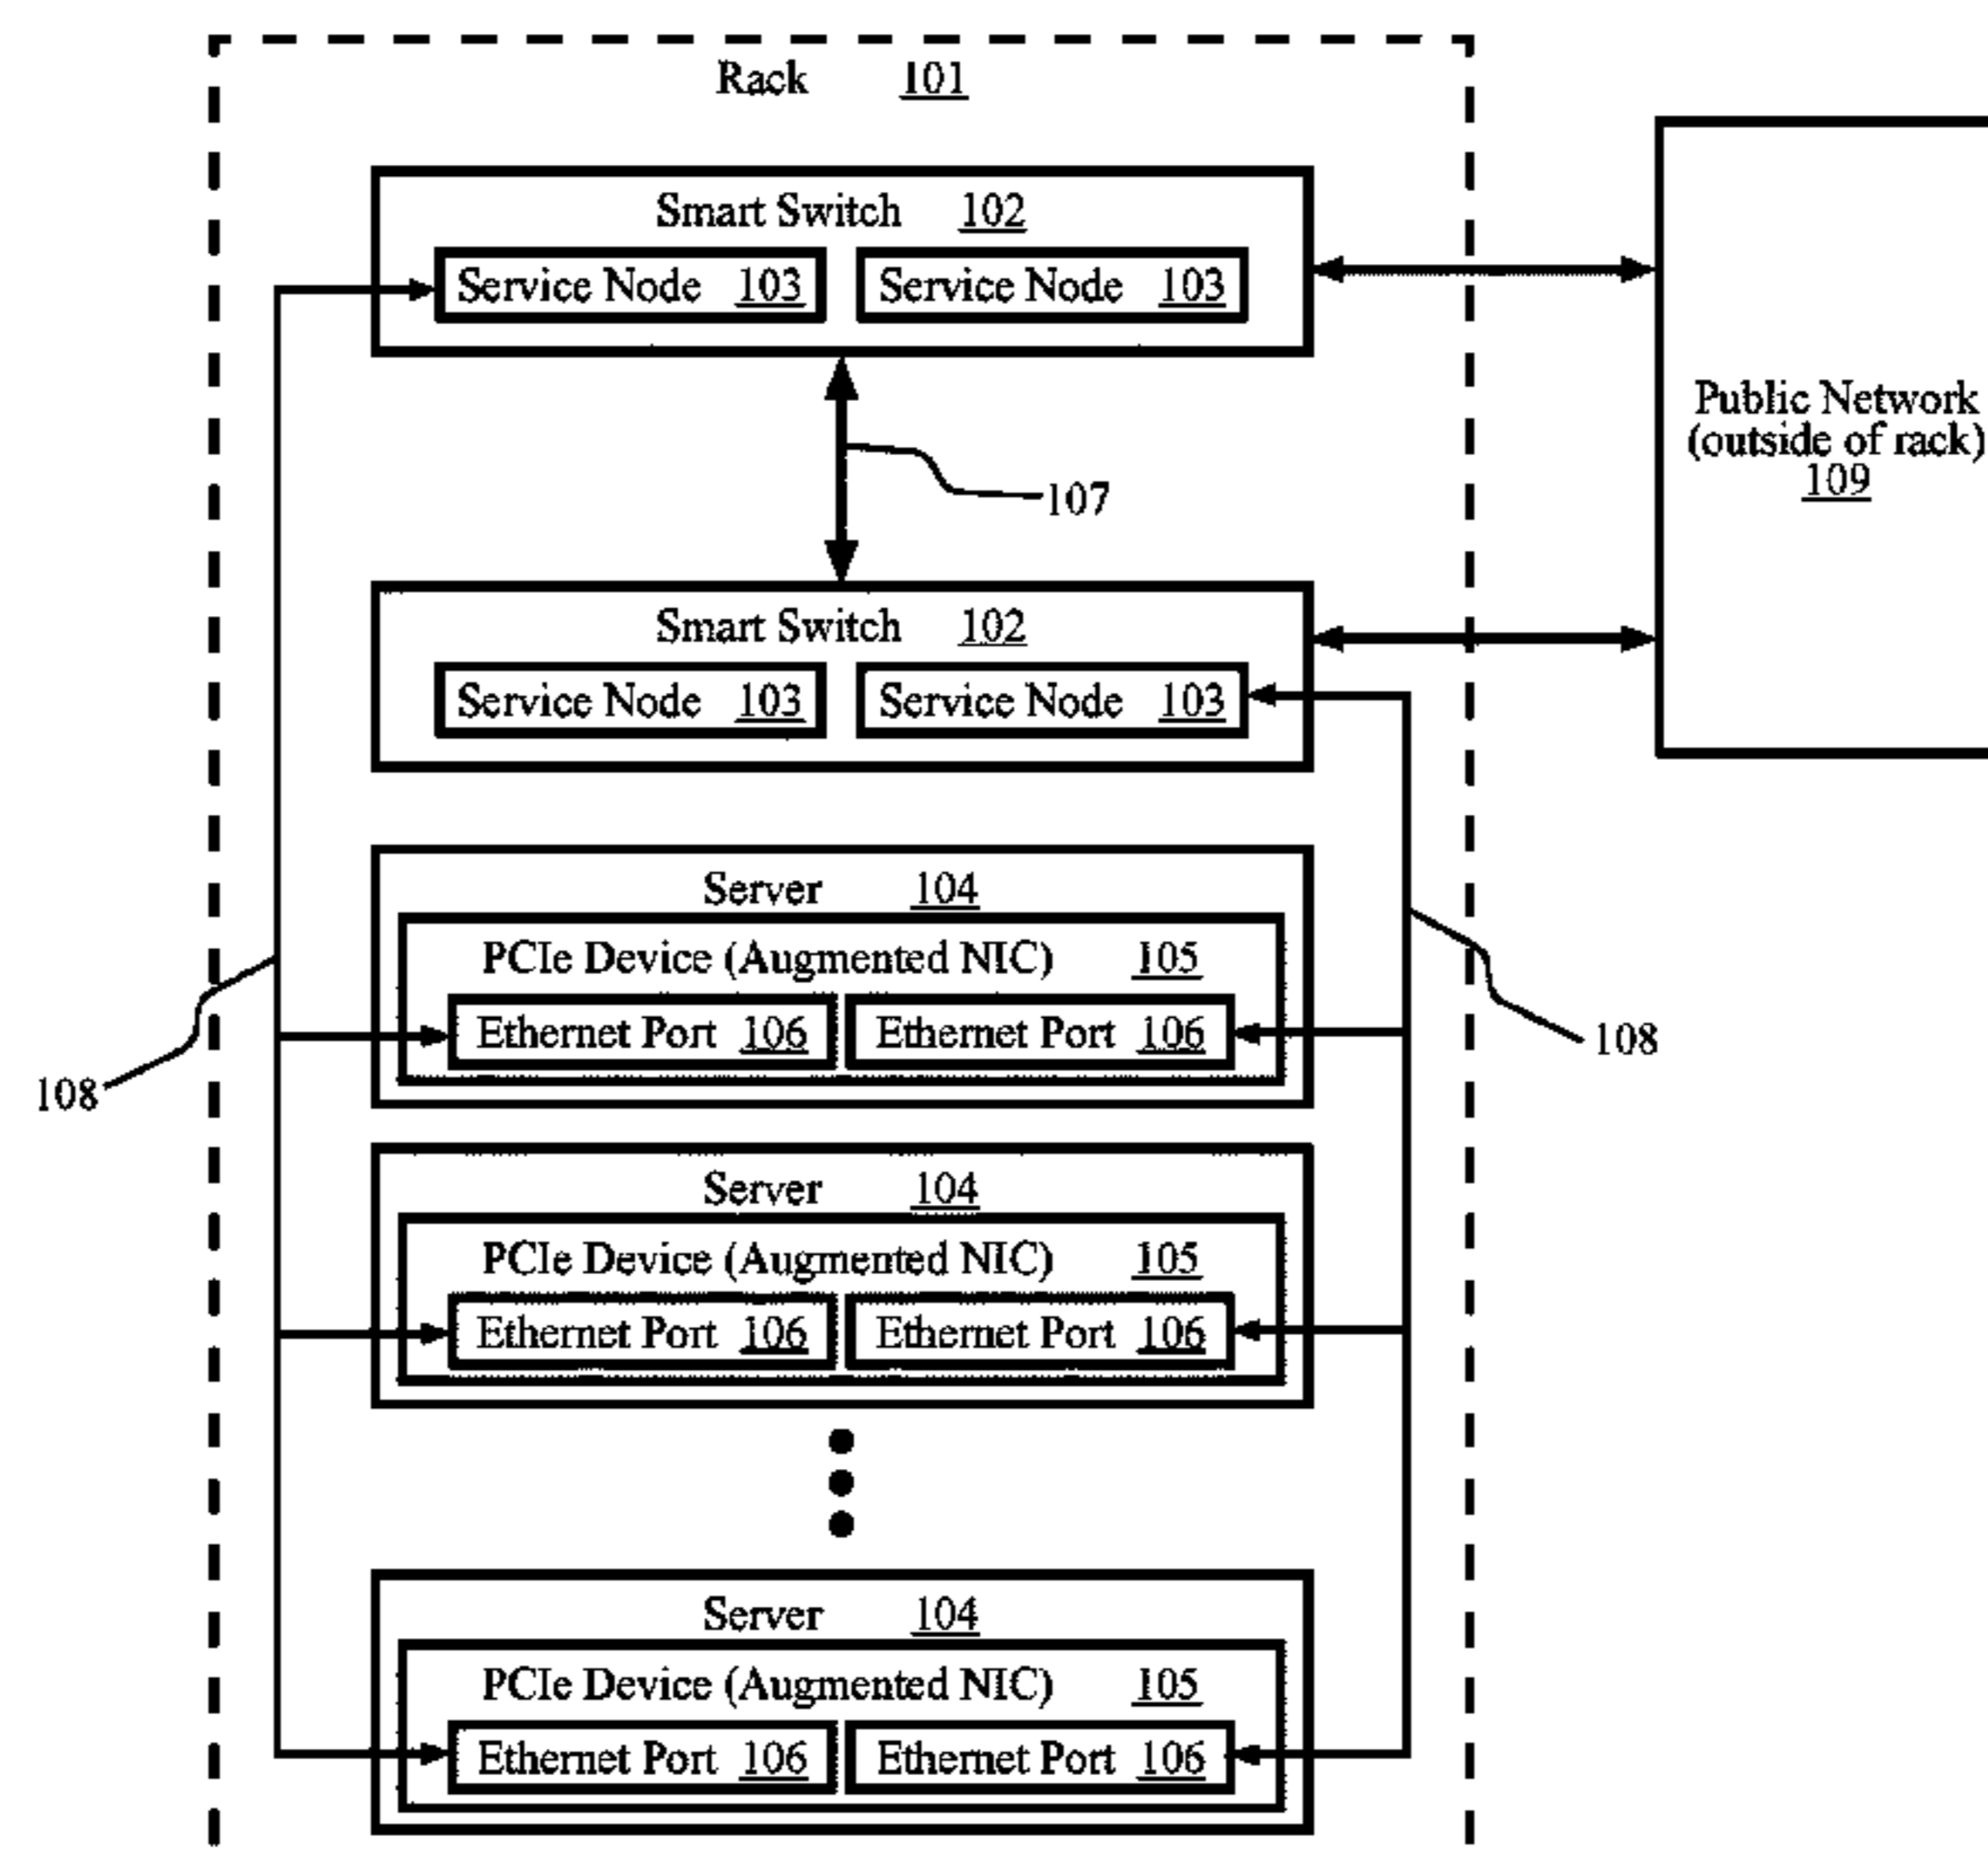 Rack 101
Smart Switch 102
Service Node 103 Service Node 103
Public Network
(outside of rack)
109
107
Smart Switch 102
Service Node 103 Service Node 103
Server 104
PCIe Device (Augmented NIC) 105
Ethernet Port 106 Ethernet Port 106
108
108
Server 104
PCIe Device (Augmented NIC) 105
Ethernet Port 106 Ethernet Port 106
Server 104
PCIe Device (Augmented NIC) 105
Ethernet Port 106 Ethernet Port 106